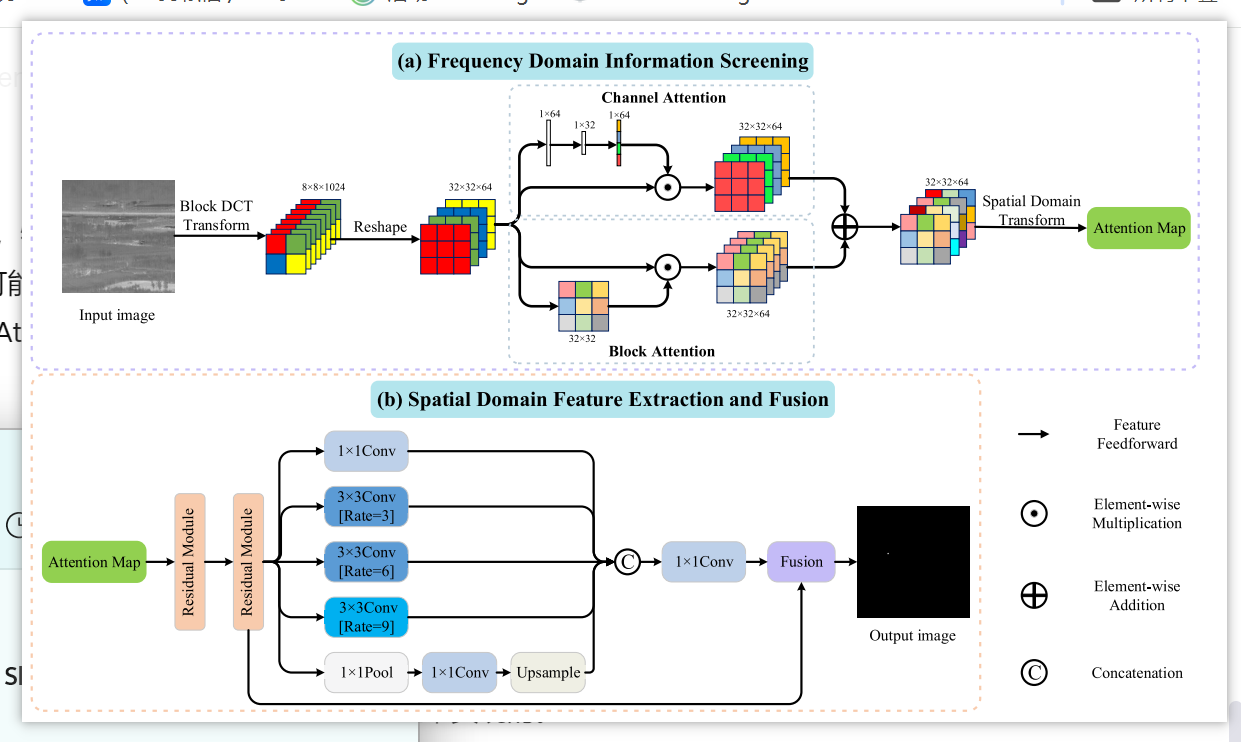 (a) Frequency Domain Information Screening
Channel Attention
1×64
1×32
1×64
32×32×64
8×8×1024
32×32×64
32×32×64
Block DCT
Transform
Reshape
Spatial Domain
Transform
Attention Map
Input image
32×32
32×32×64
Block Attention
(b) Spatial Domain Feature Extraction and Fusion
1×1Conv
3×3Conv
[Rate=3]
3×3Conv
[Rate=6]
3×3Conv
[Rate=9]
Attention Map
Residual Module
Residual Module
C
1×1Conv
Fusion
1×1Pool
1×1Conv
Upsample
Output image
Feature
Feedforward
Element-wise
Multiplication
Element-wise
Addition
C
Concatenation
可能
At